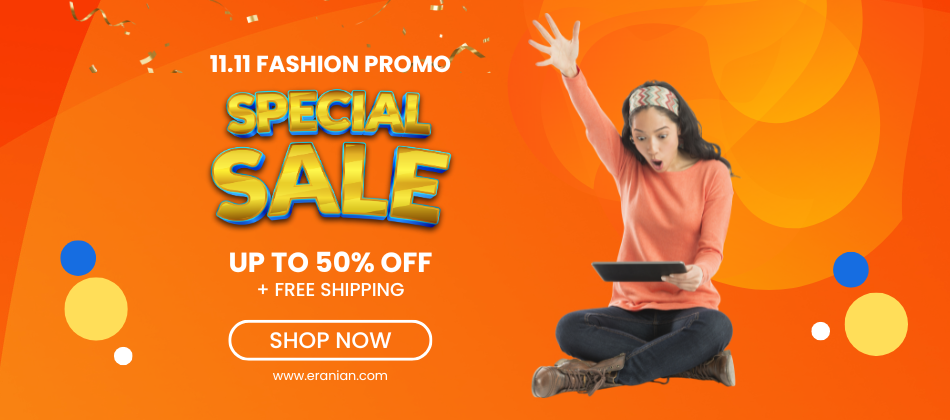 11.11 FASHION PROMO
SPECIAL
SALE
UP TO 50% OFF
+ FREE SHIPPING
SHOP NOW
www.eranian.com